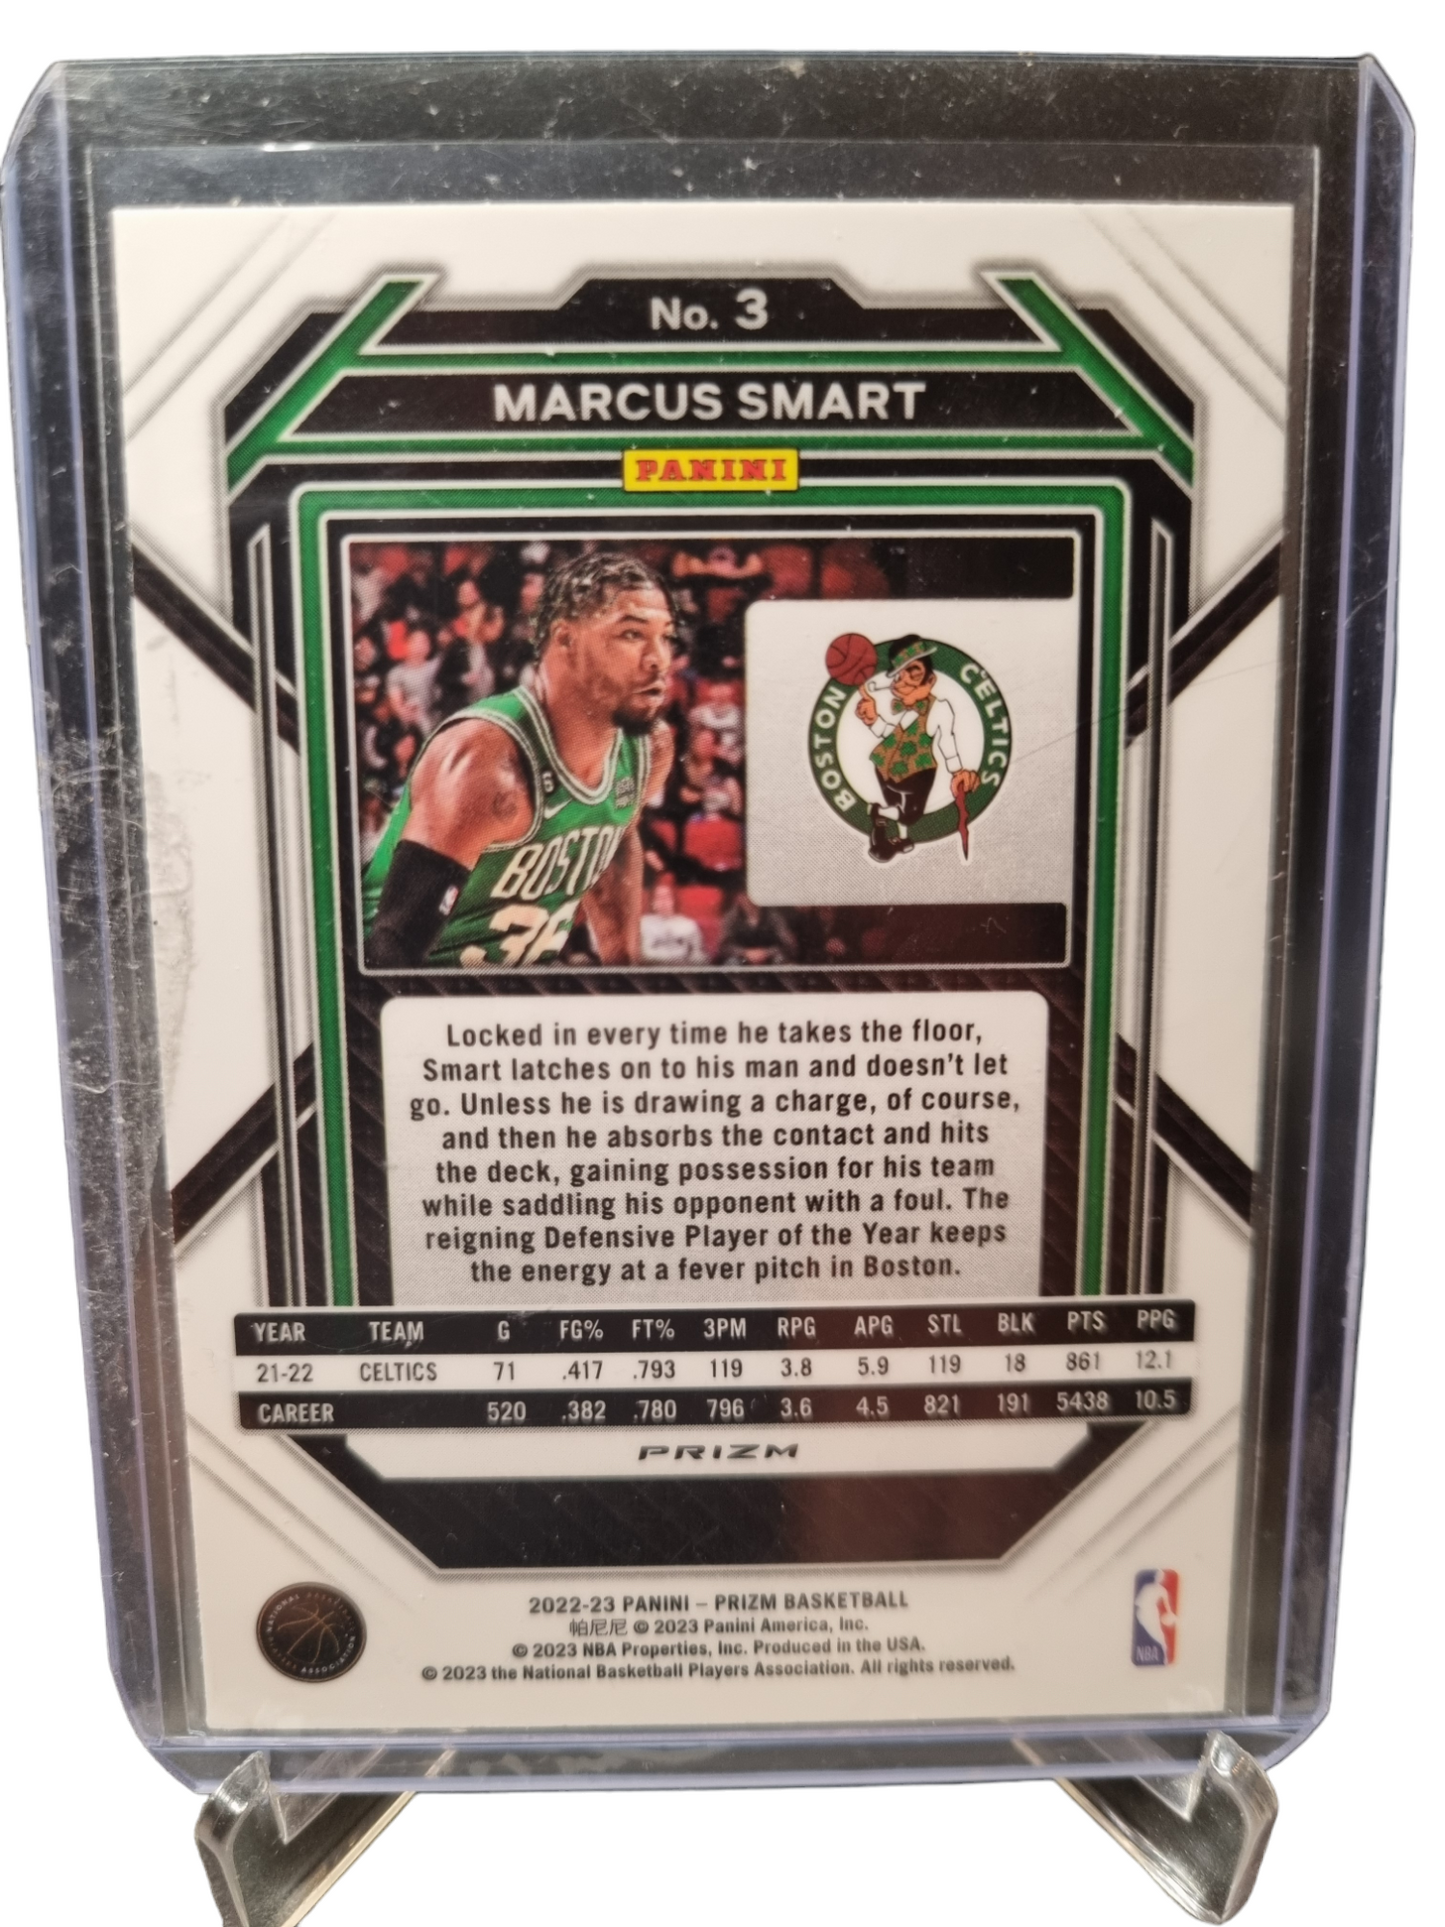 No. 3
MARCUS SMART
PANINI
BOSTON CELTICS
6
BOSTON
36
Locked in every time he takes the floor,
Smart latches on to his man and doesn't let
go. Unless he is drawing a charge, of course,
and then he absorbs the contact and hits
the deck, gaining possession for his team
while saddling his opponent with a foul. The
reigning Defensive Player of the Year keeps
the energy at a fever pitch in Boston.
YEAR TEAM G FG% FT% 3PM RPG APG STL BLK PTS PPG
21-22 CELTICS 71 .417 .793 119 3.8 5.9 119 18 861 12.1
CAREER 520 .382 .780 796 3.6 4.5 821 191 5438 10.5
PRIZM
2022-23 PANINI – PRIZM BASKETBALL
帕尼尼 © 2023 Panini America, Inc.
© 2023 NBA Properties, Inc. Produced in the USA.
© 2023 the National Basketball Players Association. All rights reserved.
NATIONAL BASKETBALL PLAYERS ASSOCIATION
NBA